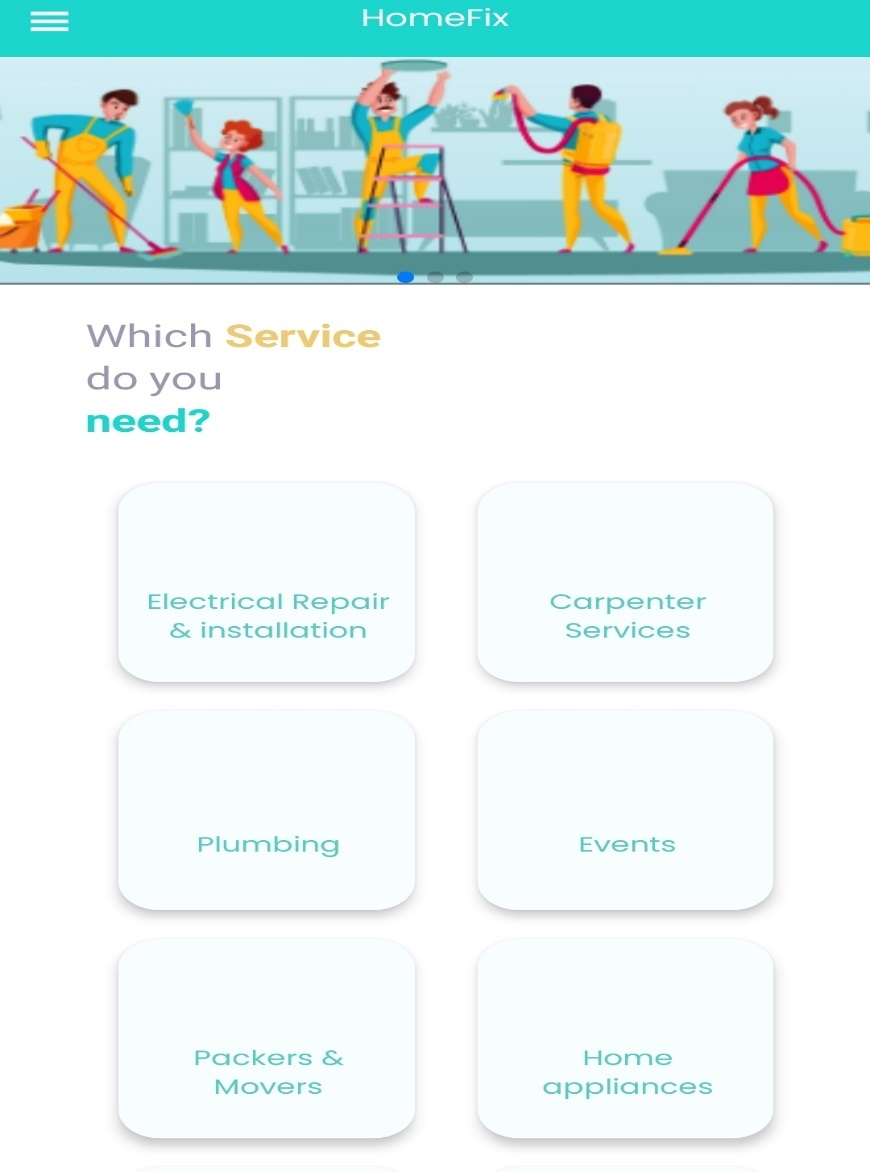 HomeFix
Which Service
do you
need?
Electrical Repair
& installation
Carpenter
Services
Plumbing
Events
Packers &
Movers
Home
appliances